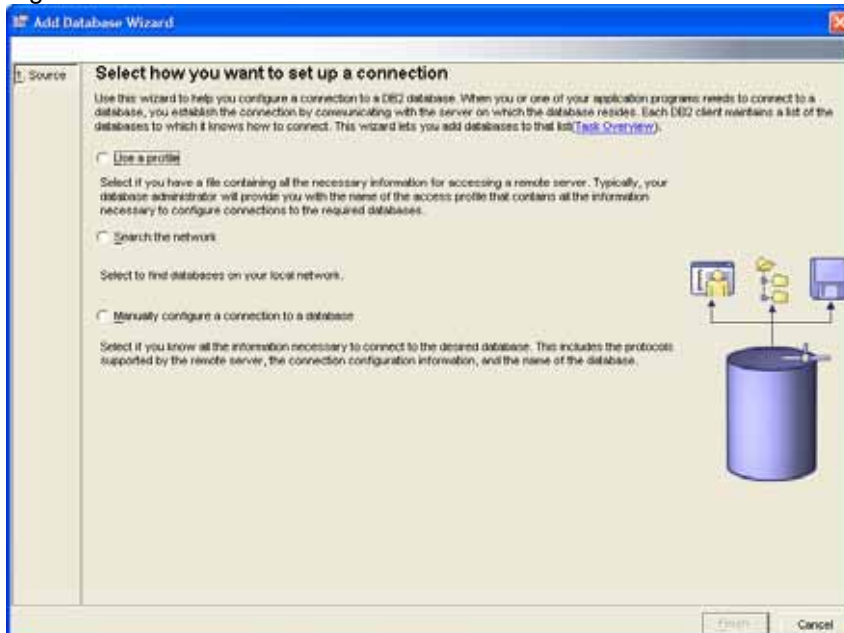 Add Database Wizard
1. Source
Select how you want to set up a connection
Use this wizard to help you configure a connection to a DB2 database. When you or one of your application programs needs to connect to a
database, you establish the connection by communicating with the server on which the database resides. Each DB2 client maintains a list of the
databases to which it knows how to connect. This wizard lets you add databases to that list(Task Overview).
Use a profile
Select if you have a file containing all the necessary information for accessing a remote server. Typically, your
database administrator will provide you with the name of the access profile that contains all the information
necessary to configure connections to the required databases.
Search the network
Select to find databases on your local network.
Manually configure a connection to a database
Select if you know all the information necessary to connect to the desired database. This includes the protocols
supported by the remote server, the connection configuration information, and the name of the database.
Finish
Cancel